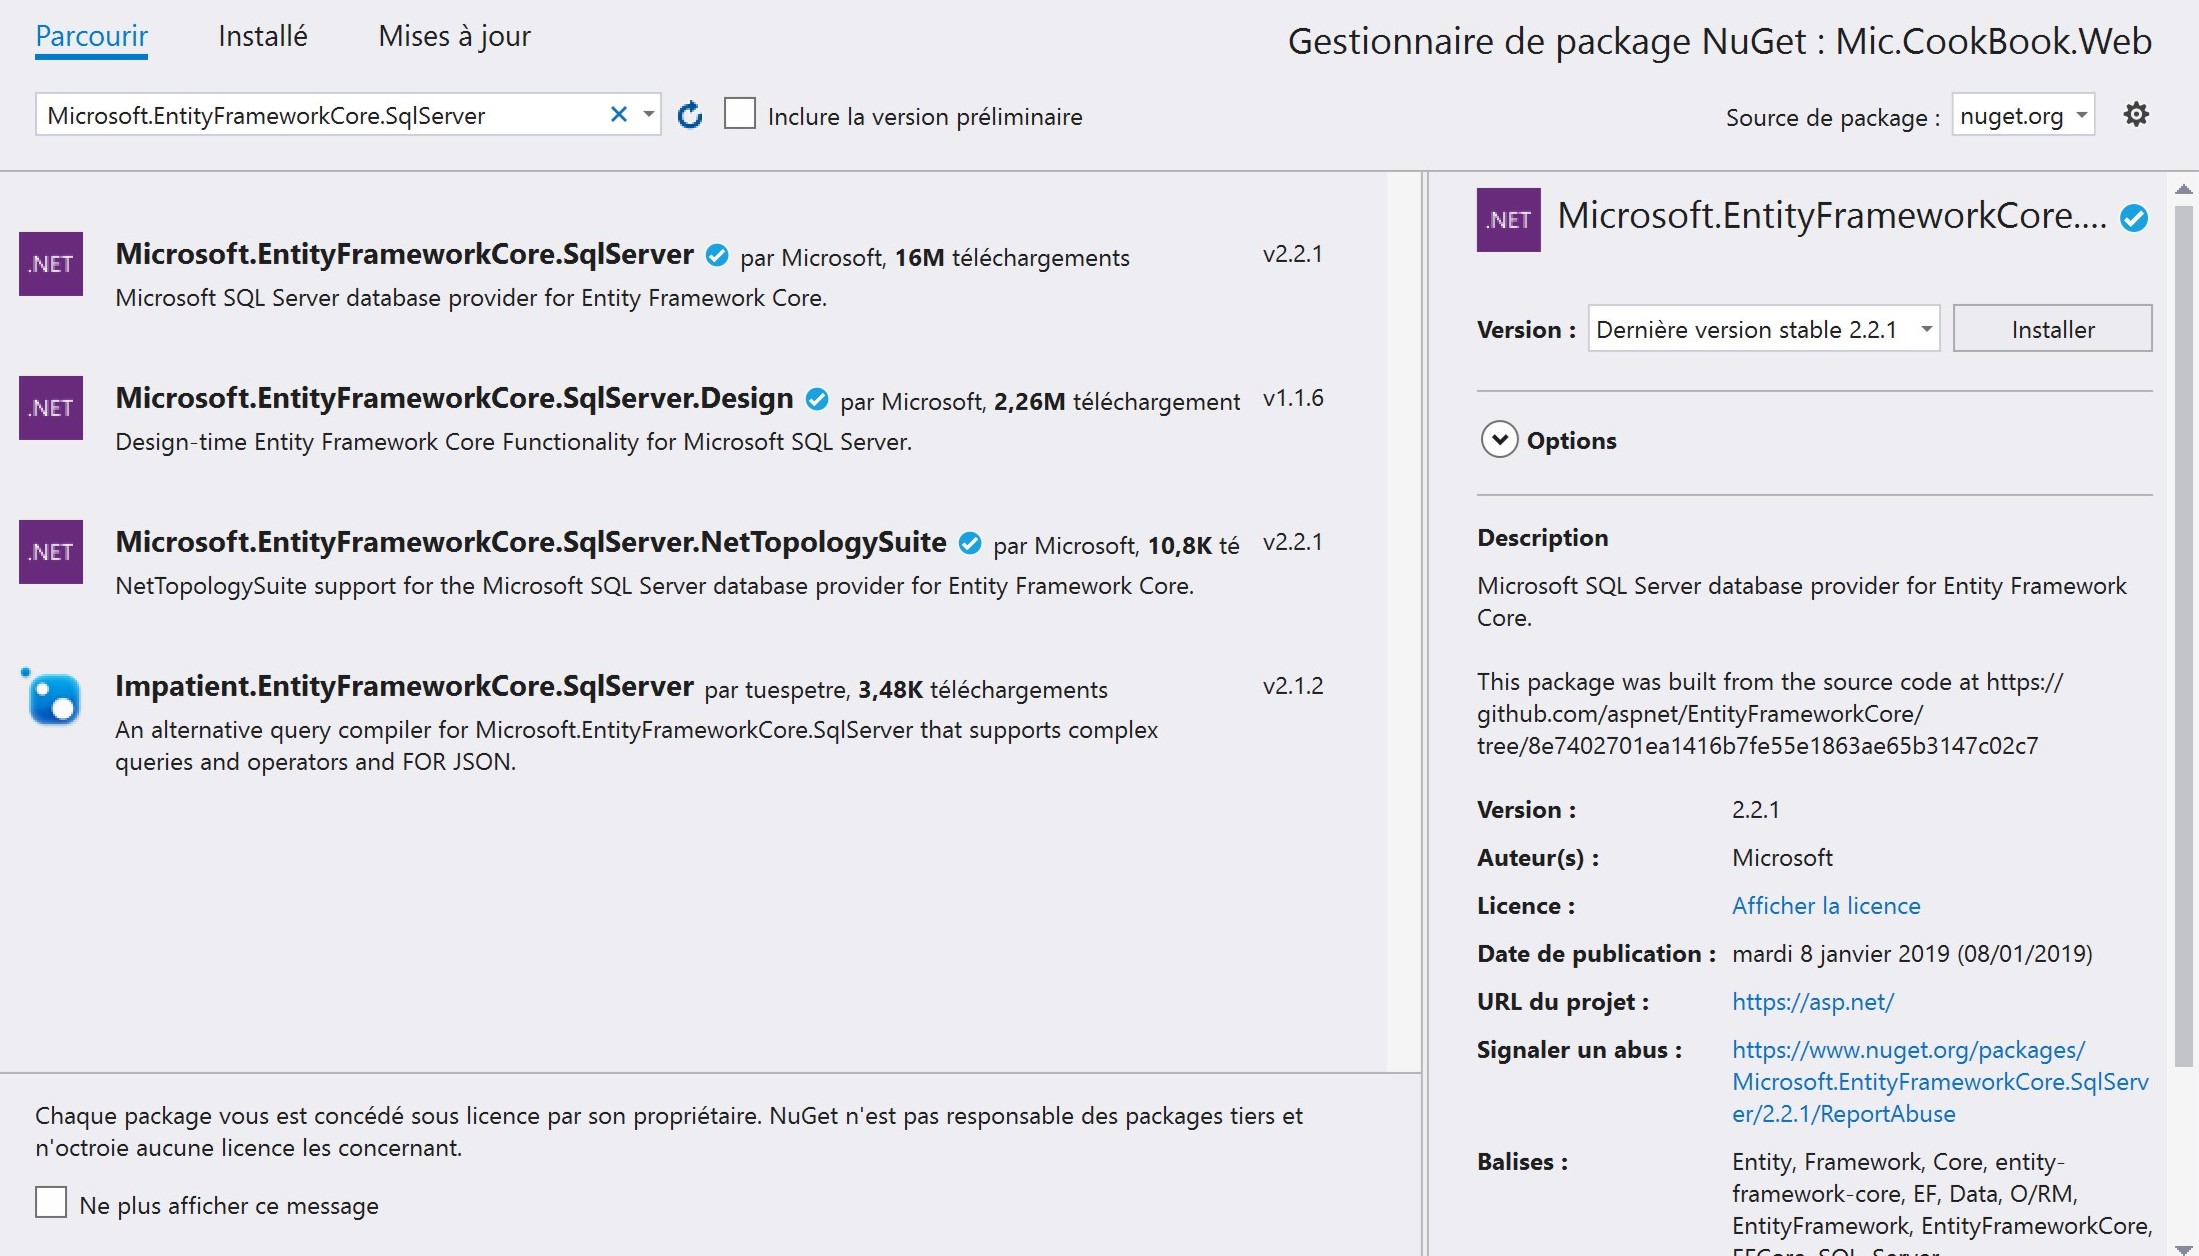 Parcourir Installé Mises à jour
Gestionnaire de package NuGet : Mic.CookBook.Web
Microsoft.EntityFrameworkCore.SqlServer
Inclure la version préliminaire
Source de package : nuget.org
.NET
Microsoft.EntityFrameworkCore.SqlServer par Microsoft, 16M téléchargements v2.2.1
Microsoft SQL Server database provider for Entity Framework Core.
.NET
Microsoft.EntityFrameworkCore.SqlServer.Design par Microsoft, 2,26M téléchargement v1.1.6
Design-time Entity Framework Core Functionality for Microsoft SQL Server.
.NET
Microsoft.EntityFrameworkCore.SqlServer.NetTopologySuite par Microsoft, 10,8K té v2.2.1
NetTopologySuite support for the Microsoft SQL Server database provider for Entity Framework Core.
Impatient.EntityFrameworkCore.SqlServer par tuespetre, 3,48K téléchargements v2.1.2
An alternative query compiler for Microsoft.EntityFrameworkCore.SqlServer that supports complex
queries and operators and FOR JSON.
Chaque package vous est concédé sous licence par son propriétaire. NuGet n'est pas responsable des packages tiers et
n'octroie aucune licence les concernant.
Ne plus afficher ce message
.NET
Microsoft.EntityFrameworkCore....
Version : Dernière version stable 2.2.1 Installer
Options
Description
Microsoft SQL Server database provider for Entity Framework
Core.
This package was built from the source code at https://
github.com/aspnet/EntityFrameworkCore/
tree/8e7402701ea1416b7fe55e1863ae65b3147c02c7
Version : 2.2.1
Auteur(s) : Microsoft
Licence : Afficher la licence
Date de publication : mardi 8 janvier 2019 (08/01/2019)
URL du projet : https://asp.net/
Signaler un abus : https://www.nuget.org/packages/
Microsoft.EntityFrameworkCore.SqlServ
er/2.2.1/ReportAbuse
Balises : Entity, Framework, Core, entity-
framework-core, EF, Data, O/RM,
EntityFramework, EntityFrameworkCore,
EFCore, SQL, Server